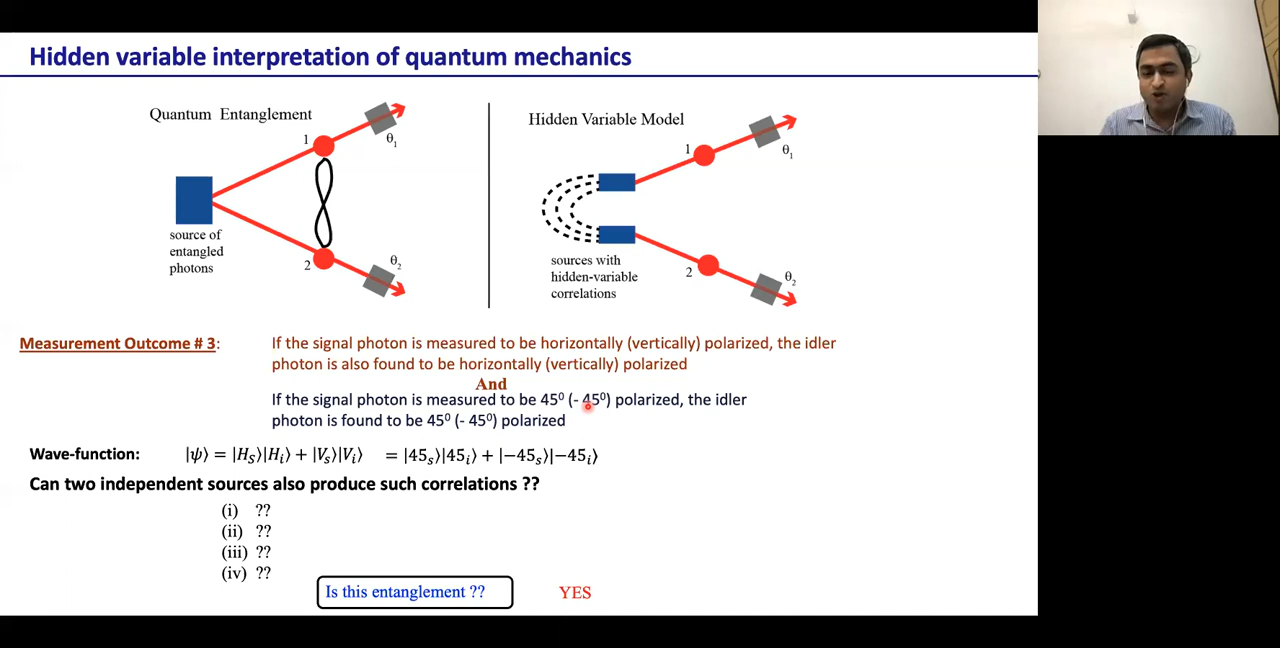 Hidden variable interpretation of quantum mechanics
Quantum Entanglement
1
θ₁
source of
entangled
photons
2
θ₂
Hidden Variable Model
1
θ₁
sources with
hidden-variable
correlations
2
θ₂
Measurement Outcome # 3: If the signal photon is measured to be horizontally (vertically) polarized, the idler
photon is also found to be horizontally (vertically) polarized
And
If the signal photon is measured to be 45⁰ (- 45⁰) polarized, the idler
photon is found to be 45⁰ (- 45⁰) polarized
Wave-function: |ψ⟩ = |H_S⟩|H_i⟩ + |V_s⟩|V_i⟩ = |45_s⟩|45_i⟩ + |−45_s⟩|−45_i⟩
Can two independent sources also produce such correlations ??
(i) ??
(ii) ??
(iii) ??
(iv) ??
Is this entanglement ?? YES